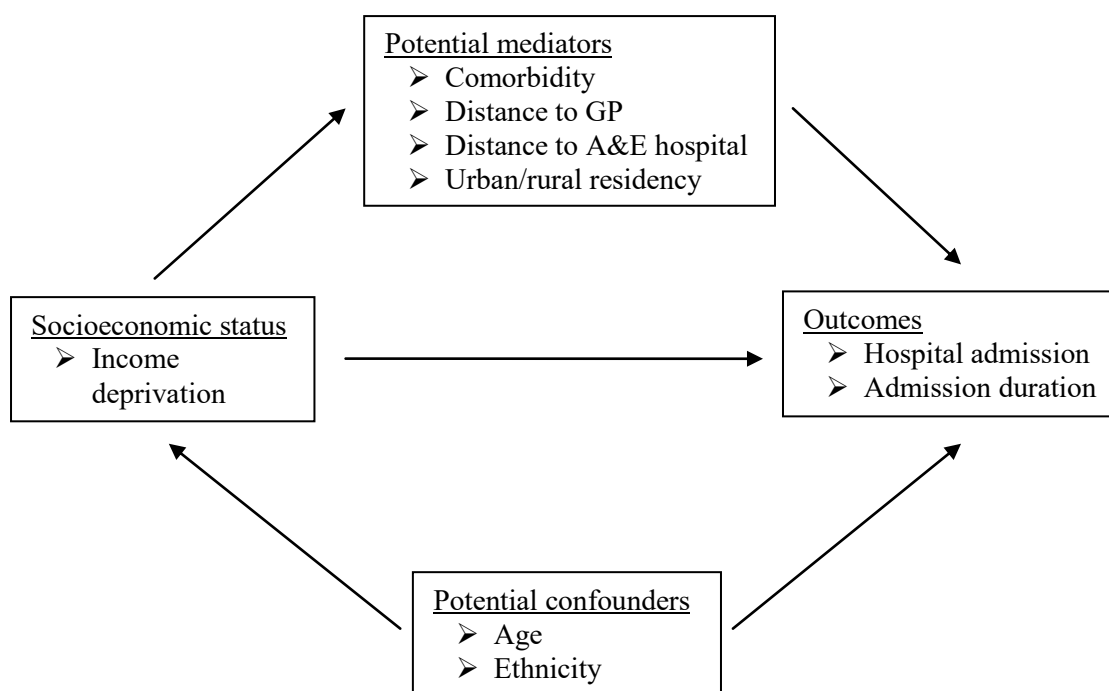 Potential mediators
➢ Comorbidity
➢ Distance to GP
➢ Distance to A&E hospital
➢ Urban/rural residency
Socioeconomic status
➢ Income
deprivation
Outcomes
➢ Hospital admission
➢ Admission duration
Potential confounders
➢ Age
➢ Ethnicity